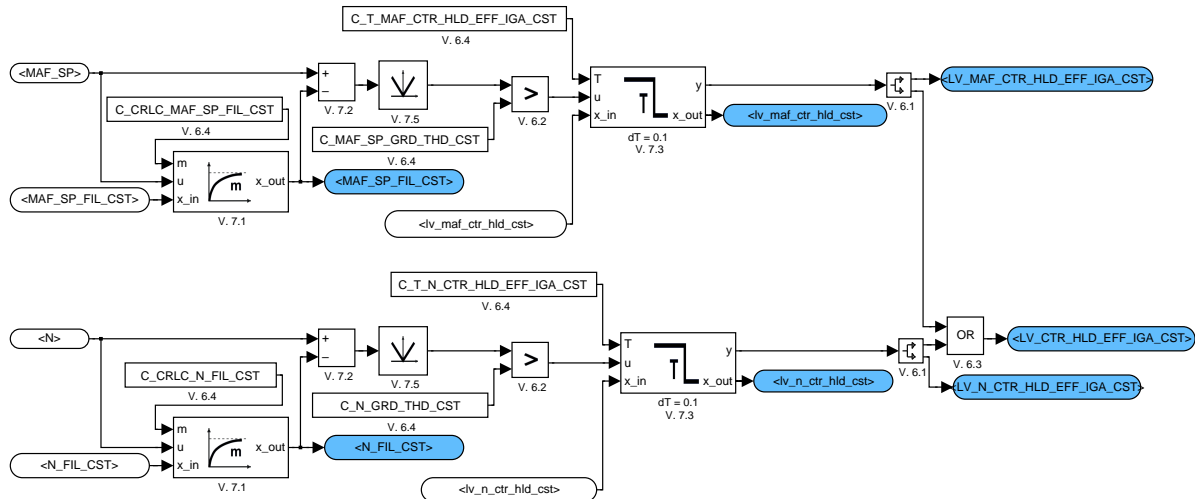 C_T_MAF_CTR_HLD_EFF_IGA_CST
V. 6.4
<MAF_SP>
+
−
V. 7.2
V. 7.5
>
V. 6.2
T
u
x_in
y
x_out
dT = 0.1
V. 7.3
V. 6.1
<LV_MAF_CTR_HLD_EFF_IGA_CST>
<lv_maf_ctr_hld_cst>
C_CRLC_MAF_SP_FIL_CST
V. 6.4
C_MAF_SP_GRD_THD_CST
V. 6.4
m
u
x_in
m
x_out
V. 7.1
<MAF_SP_FIL_CST>
<MAF_SP_FIL_CST>
<lv_maf_ctr_hld_cst>
C_T_N_CTR_HLD_EFF_IGA_CST
V. 6.4
<N>
+
−
V. 7.2
V. 7.5
>
V. 6.2
T
u
x_in
y
x_out
dT = 0.1
V. 7.3
V. 6.1
OR
V. 6.3
<LV_CTR_HLD_EFF_IGA_CST>
<lv_n_ctr_hld_cst>
<LV_N_CTR_HLD_EFF_IGA_CST>
C_CRLC_N_FIL_CST
V. 6.4
C_N_GRD_THD_CST
V. 6.4
m
u
x_in
m
x_out
V. 7.1
<N_FIL_CST>
<N_FIL_CST>
<lv_n_ctr_hld_cst>